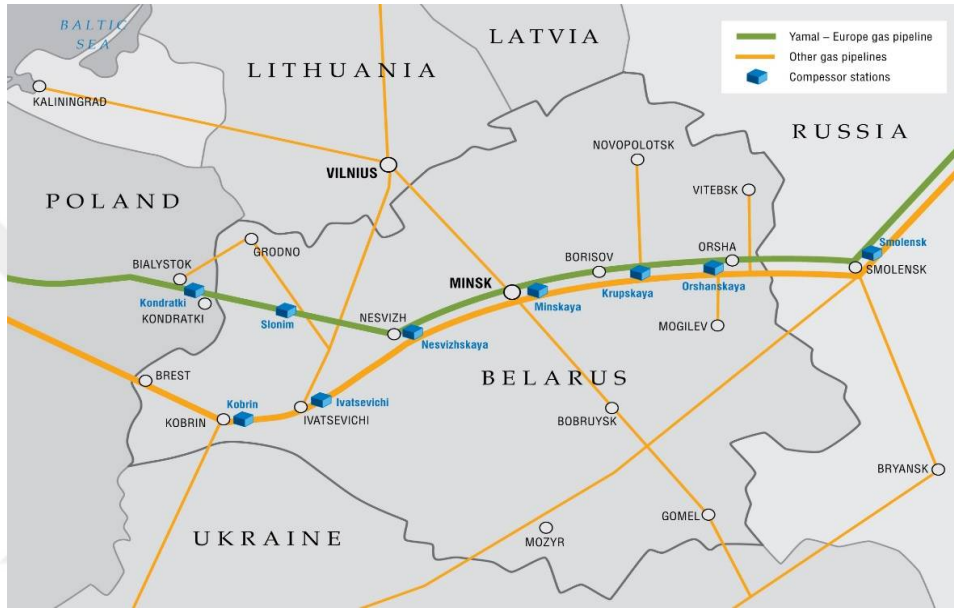 BALTIC
SEA
LATVIA
Yamal – Europe gas pipeline
Other gas pipelines
Compessor stations
LITHUANIA
KALININGRAD
RUSSIA
NOVOPOLOTSK
VILNIUS
VITEBSK
POLAND
GRODNO
BIALYSTOK
ORSHA
Smolensk
BORISOV
SMOLENSK
MINSK
Kondratki
Krupskaya
Orshanskaya
KONDRATKI
Minskaya
Slonim
NESVIZH
MOGILEV
Nesvizhskaya
BREST
BELARUS
Kobrin
Ivatsevichi
KOBRIN
IVATSEVICHI
BOBRUYSK
BRYANSK
GOMEL
UKRAINE
MOZYR